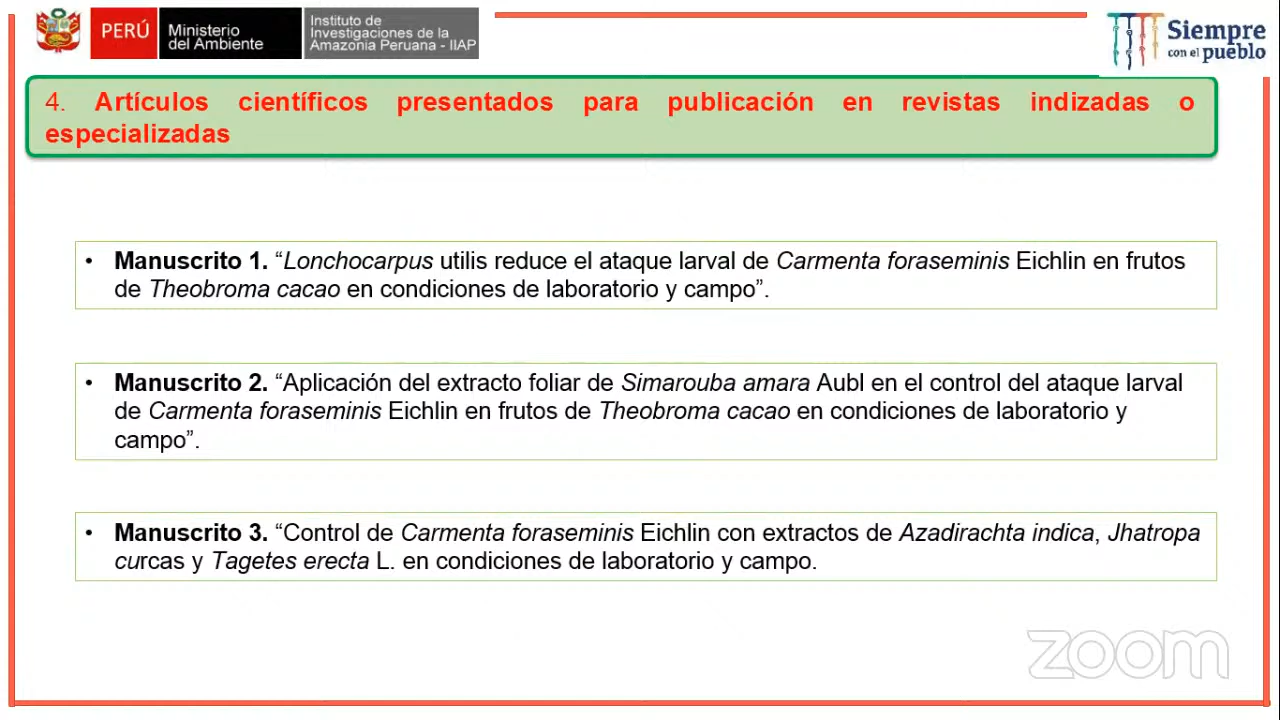 PERÚ
Ministerio
del Ambiente
Instituto de
Investigaciones de la
Amazonía Peruana - IIAP
Siempre
con el pueblo
4. Artículos científicos presentados para publicación en revistas indizadas o
especializadas
• Manuscrito 1. “Lonchocarpus utilis reduce el ataque larval de Carmenta foraseminis Eichlin en frutos
de Theobroma cacao en condiciones de laboratorio y campo”.
• Manuscrito 2. “Aplicación del extracto foliar de Simarouba amara Aubl en el control del ataque larval
de Carmenta foraseminis Eichlin en frutos de Theobroma cacao en condiciones de laboratorio y
campo”.
• Manuscrito 3. “Control de Carmenta foraseminis Eichlin con extractos de Azadirachta indica, Jhatropa
curcas y Tagetes erecta L. en condiciones de laboratorio y campo.
zoom